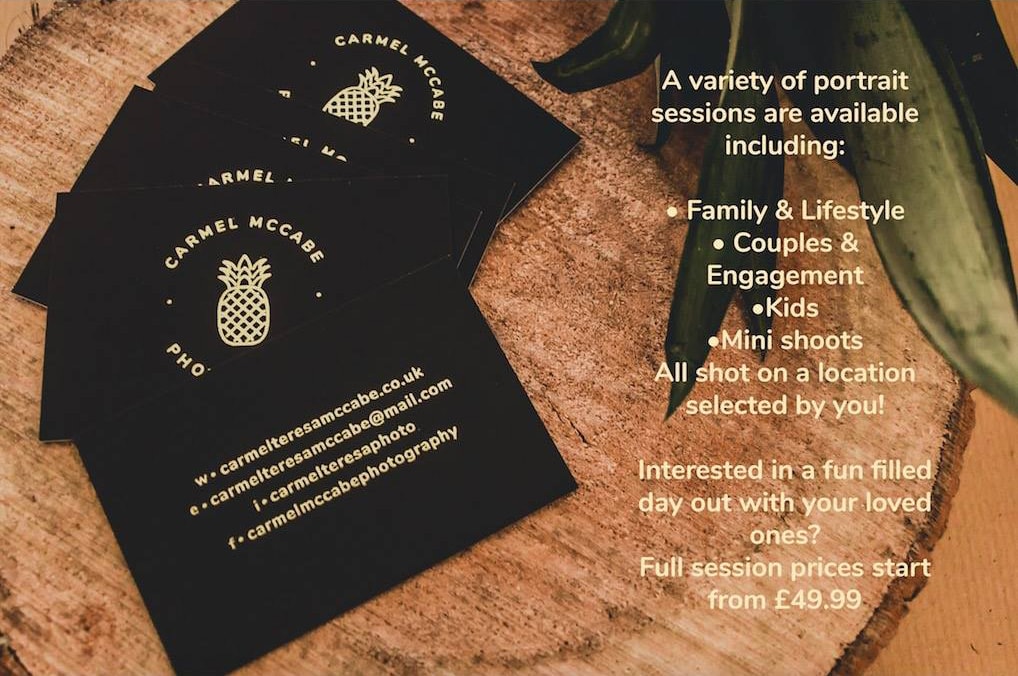 CARMEL MCCABE
ARMEL
CARMEL MCCABE
PHO
w • carmelteresamccabe.co.uk
e • carmelteresamccabe@mail.com
i • carmelteresaphoto
f • carmelmccabephotography
A variety of portrait
sessions are available
including:
• Family & Lifestyle
• Couples &
Engagement
•Kids
•Mini shoots
All shot on a location
selected by you!
Interested in a fun filled
day out with your loved
ones?
Full session prices start
from £49.99